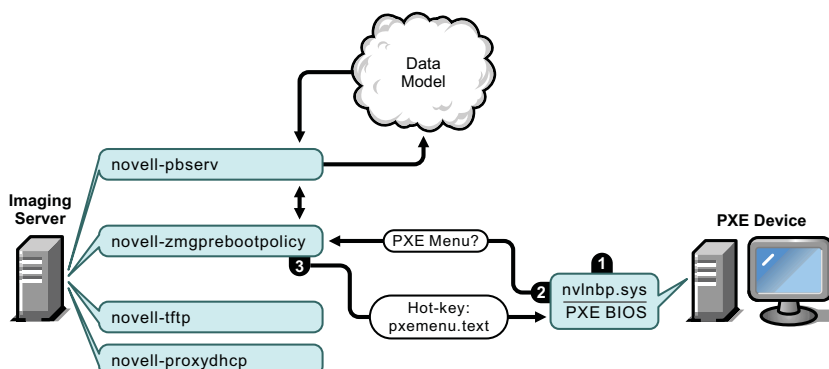 Data
Model
novell-pbserv
Imaging
Server
PXE Device
novell-zmgprebootpolicy
PXE Menu?
1
3
2
nvlnbp.sys
PXE BIOS
Hot-key:
pxemenu.text
novell-tftp
novell-proxydhcp